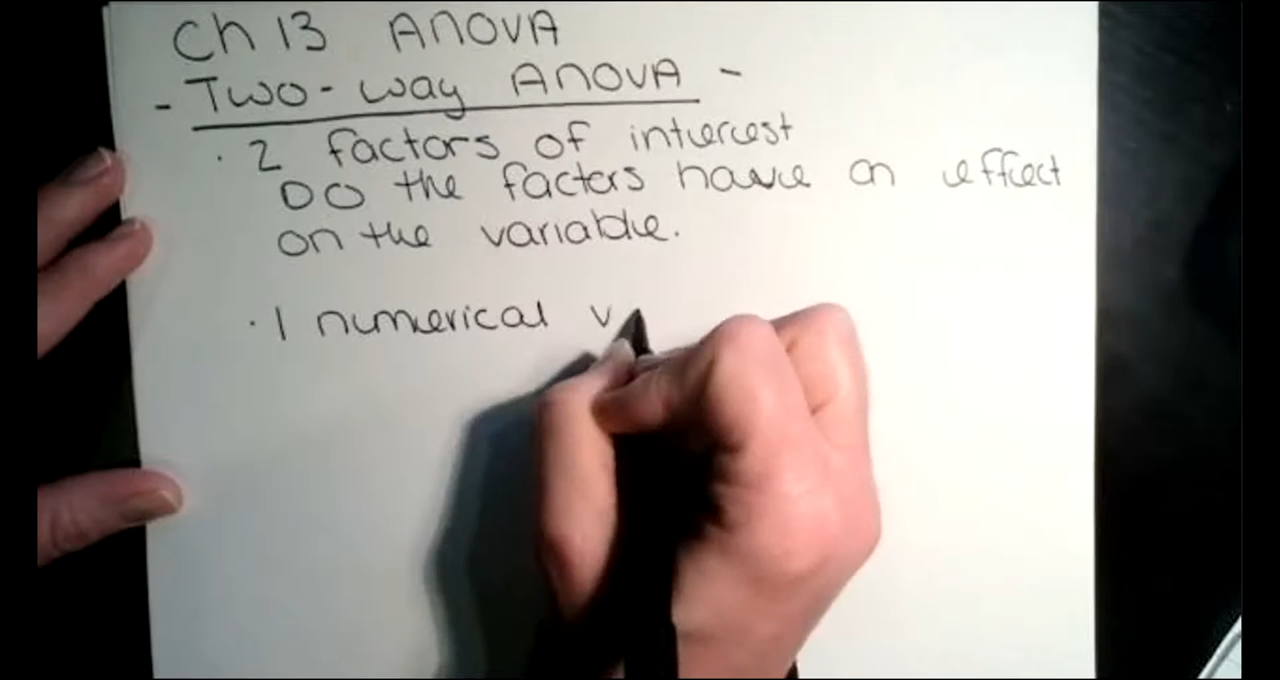 Ch 13 ANOVA
- Two-way ANOVA -
· 2 factors of interest
DO the factors have an effect
on the variable.
· 1 numerical v